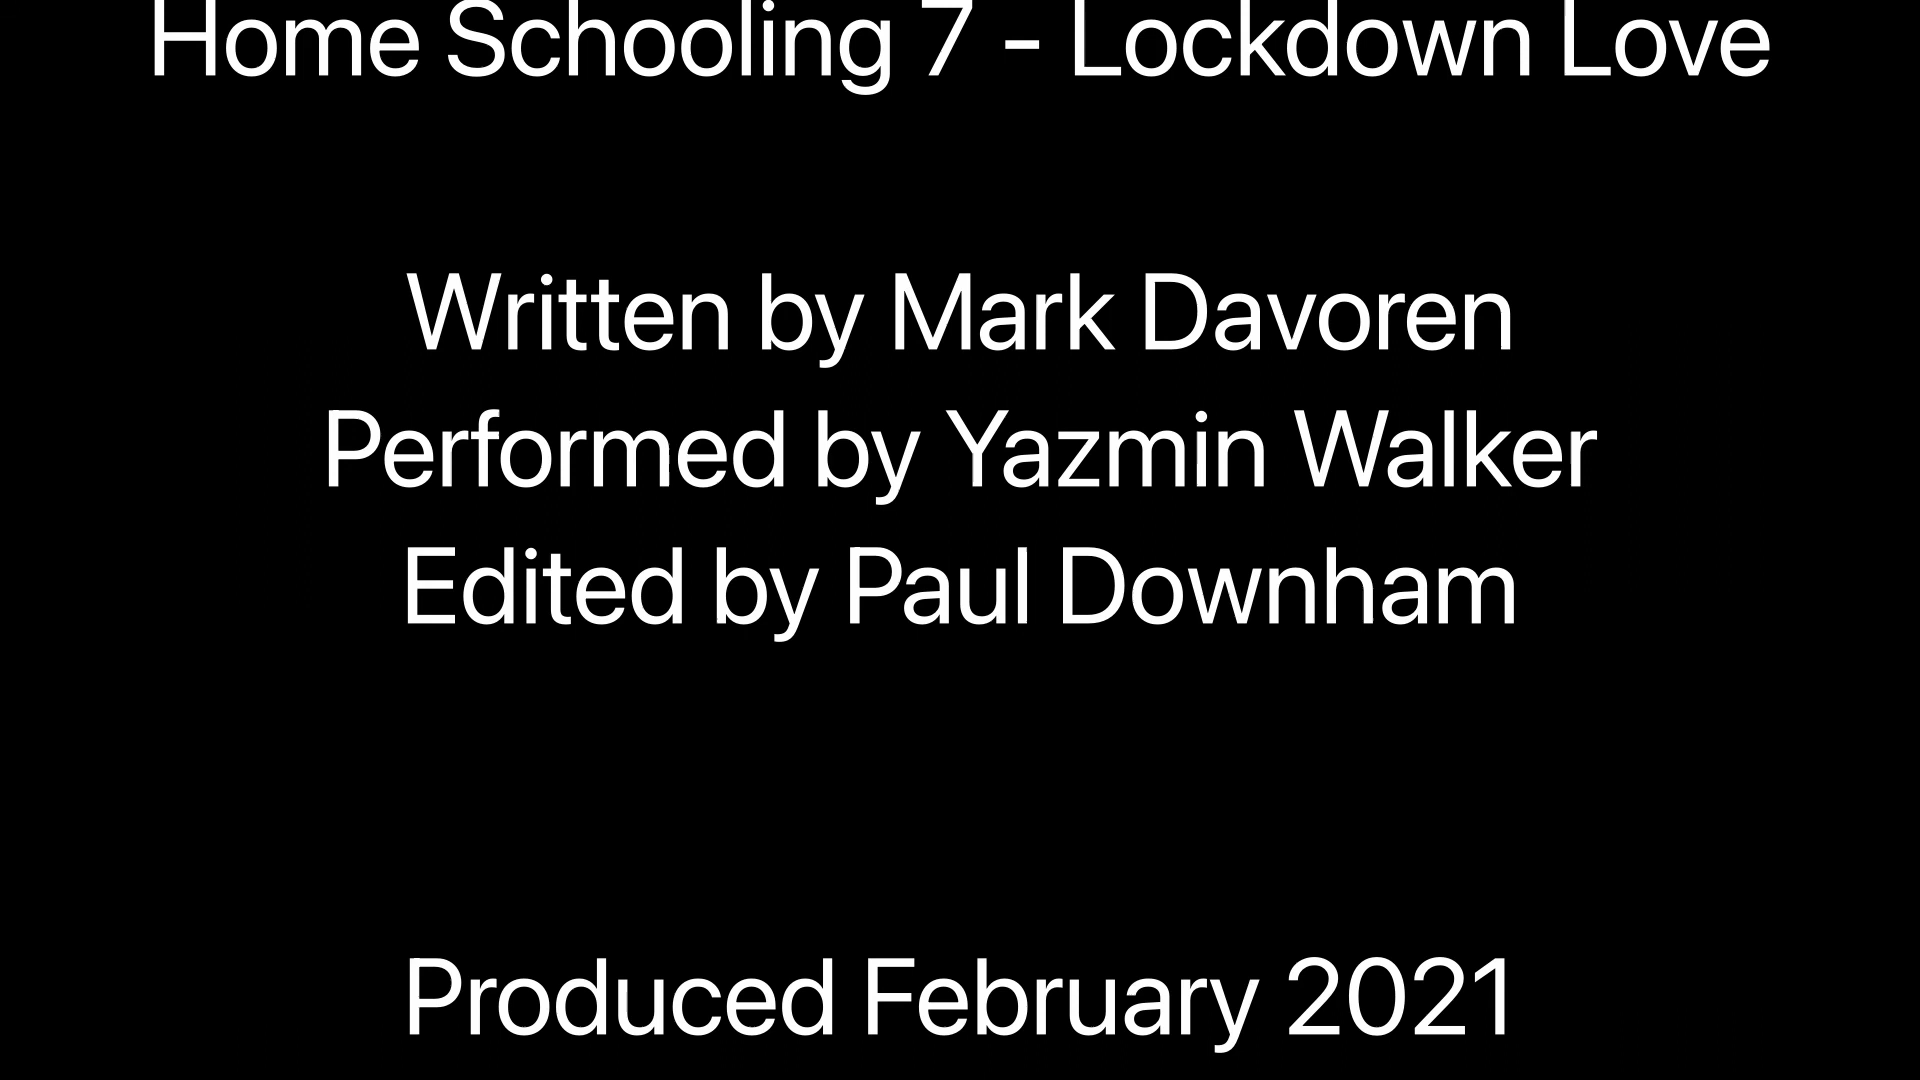 Home Schooling 7 - Lockdown Love
Written by Mark Davoren
Performed by Yazmin Walker
Edited by Paul Downham
Produced February 2021